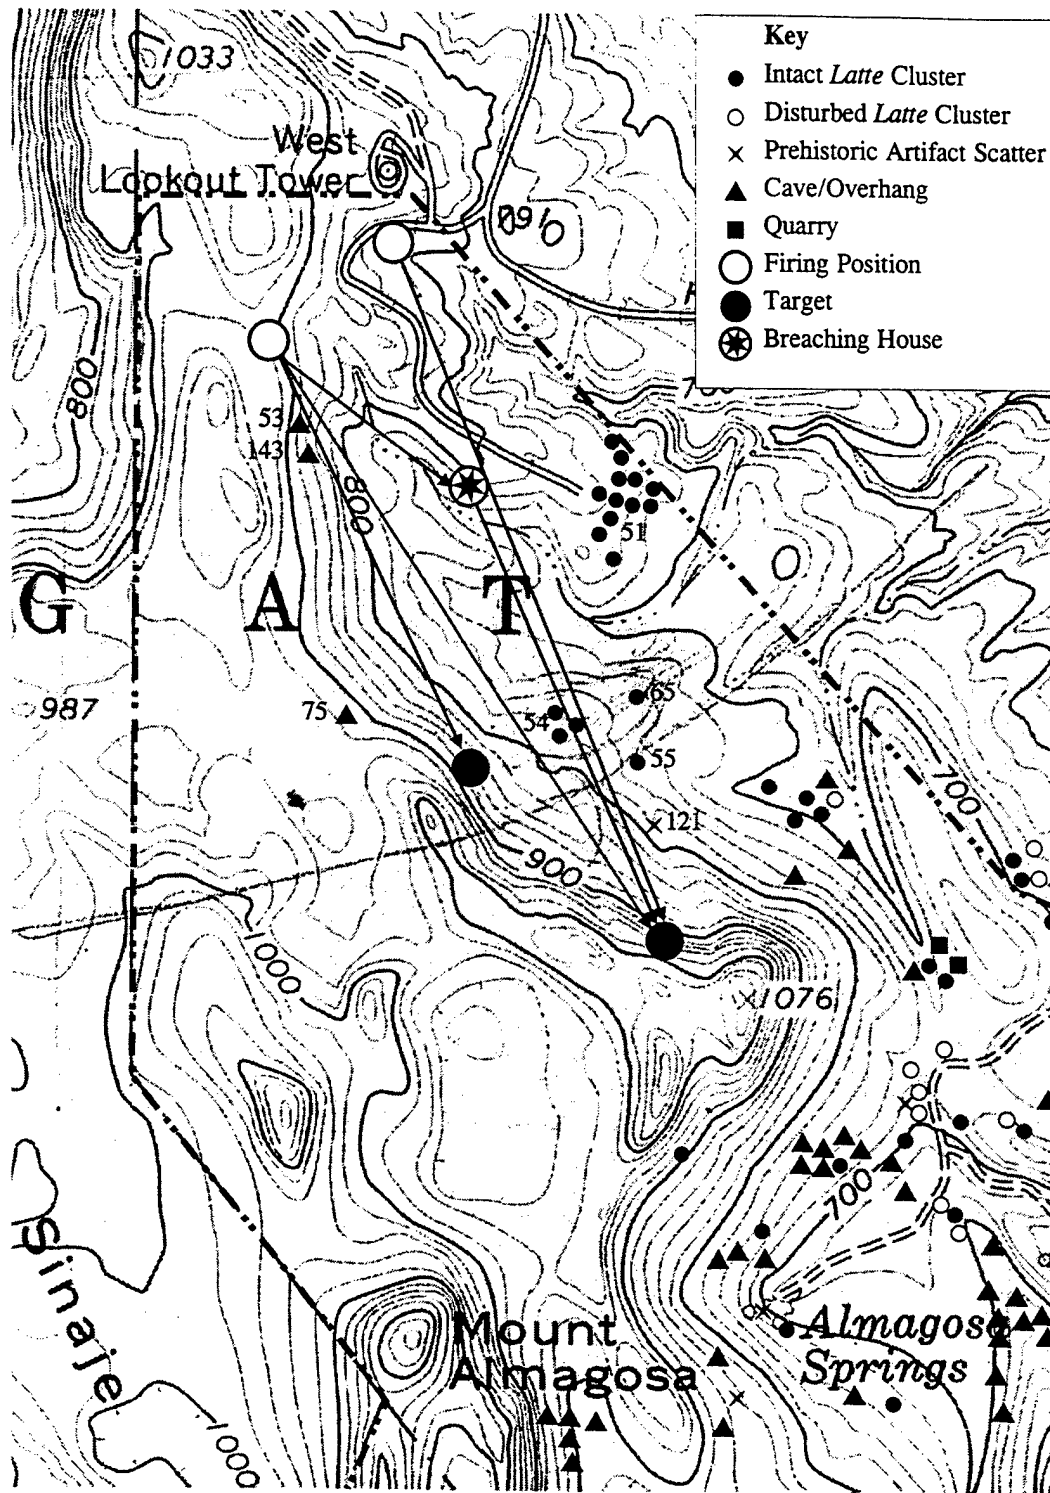 Key
Intact Latte Cluster
Disturbed Latte Cluster
Prehistoric Artifact Scatter
Cave/Overhang
Quarry
Firing Position
Target
Breaching House
1033
West
Lookout Tower
800
53
143
800
51
G A T
987
75
65
54
55
121
700
900
1000
1076
700
Sinaje
Mount
Almagosa
Almagosa
Springs
1000